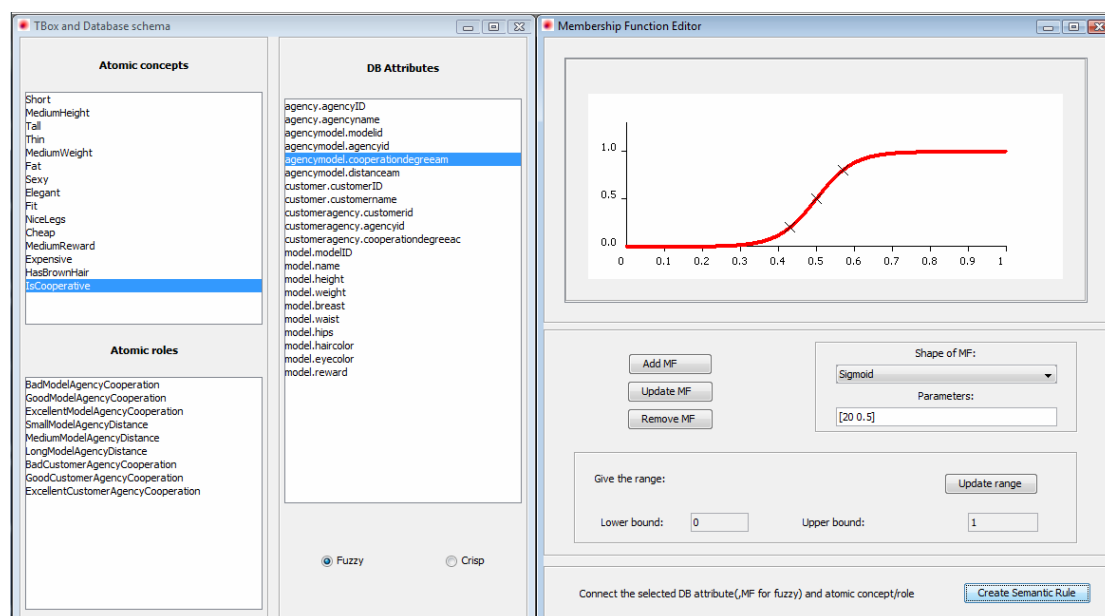 TBox and Database schema
Atomic concepts
Short
MediumHeight
Tall
Thin
MediumWeight
Fat
Sexy
Elegant
Fit
NiceLegs
Cheap
MediumReward
Expensive
HasBrownHair
IsCooperative
Atomic roles
BadModelAgencyCooperation
GoodModelAgencyCooperation
ExcellentModelAgencyCooperation
SmallModelAgencyDistance
MediumModelAgencyDistance
LongModelAgencyDistance
BadCustomerAgencyCooperation
GoodCustomerAgencyCooperation
ExcellentCustomerAgencyCooperation
DB Attributes
agency.agencyID
agency.agencyname
agencymodel.modelid
agencymodel.agencyid
agencymodel.cooperationdegreeam
agencymodel.distanceam
customer.customerID
customer.customername
customeragency.customerid
customeragency.agencyid
customeragency.cooperationdegreeac
model.modelID
model.name
model.height
model.weight
model.breast
model.waist
model.hips
model.haircolor
model.eyecolor
model.reward
Fuzzy Crisp
Membership Function Editor
1.0
0.5
0.0
0 0.1 0.2 0.3 0.4 0.5 0.6 0.7 0.8 0.9 1
Add MF
Update MF
Remove MF
Shape of MF:
Sigmoid
Parameters:
[20 0.5]
Give the range:
Update range
Lower bound: 0 Upper bound: 1
Connect the selected DB attribute(,MF for fuzzy) and atomic concept/role
Create Semantic Rule